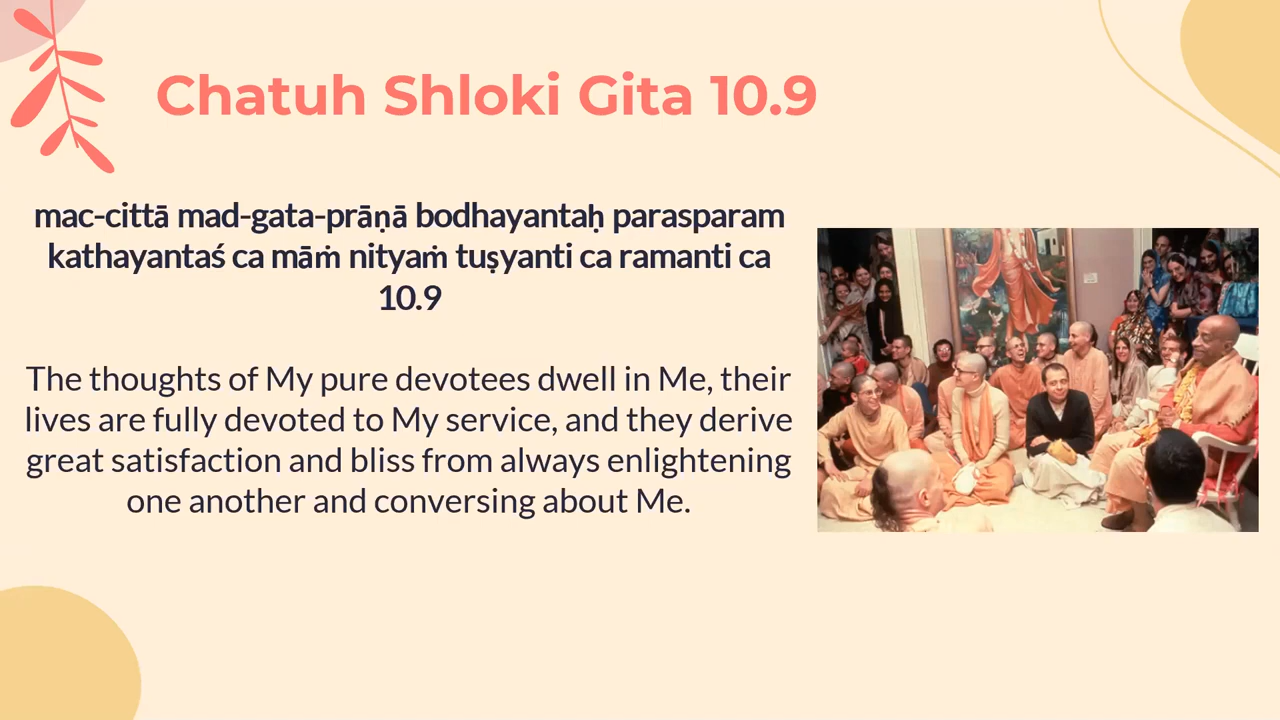 Chatuh Shloki Gita 10.9
mac-cittā mad-gata-prāṇā bodhayantaḥ parasparam
kathayantaś ca māṁ nityaṁ tuṣyanti ca ramanti ca
10.9
The thoughts of My pure devotees dwell in Me, their
lives are fully devoted to My service, and they derive
great satisfaction and bliss from always enlightening
one another and conversing about Me.